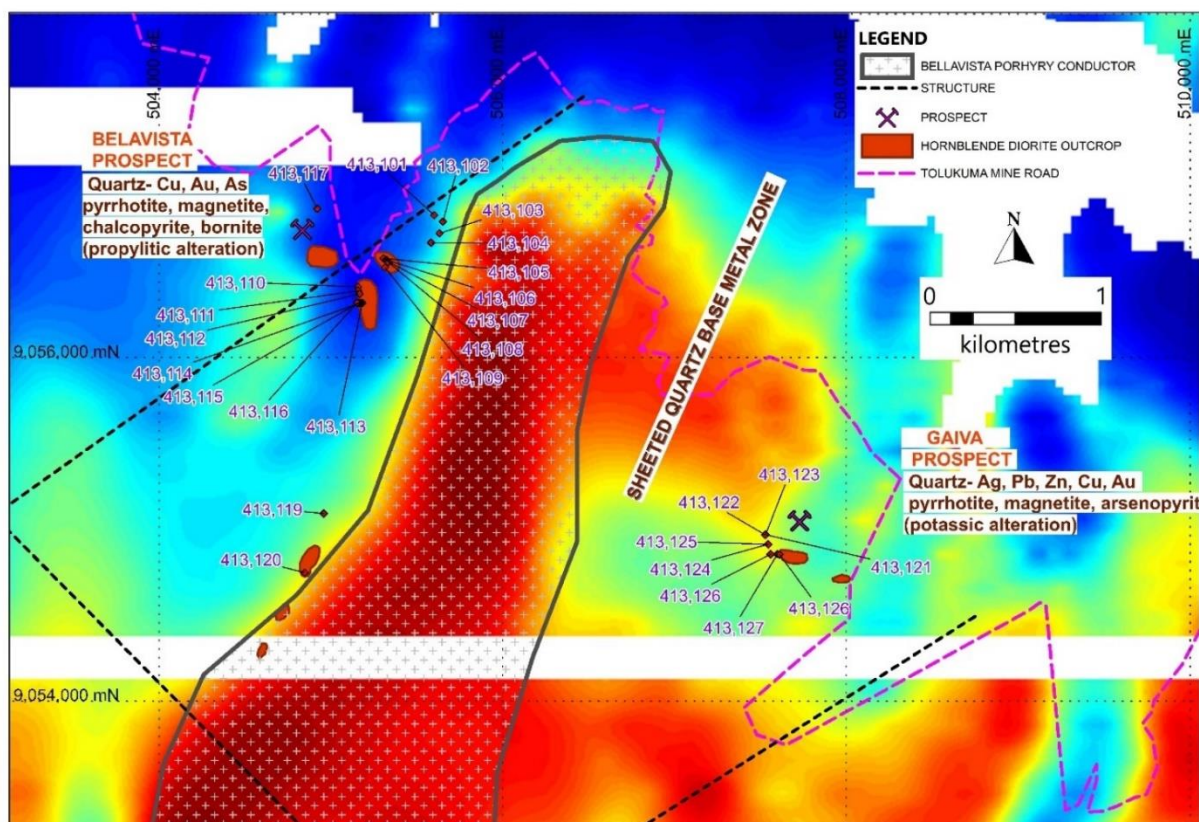 504,000 mE
506,000 mE
508,000 mE
510,000 mE
LEGEND
BELLAVISTA PORHYRY CONDUCTOR
STRUCTURE
PROSPECT
HORNBLENDE DIORITE OUTCROP
TOLUKUMA MINE ROAD
N
0 1
kilometres
BELAVISTA
PROSPECT
Quartz- Cu, Au, As
pyrrhotite, magnetite,
chalcopyrite, bornite
(propylitic alteration)
413,117
413,101
413,102
413,103
413,104
413,105
413,106
413,107
413,108
413,109
413,110
413,111
413,112
413,114
413,115
413,116
413,113
9,056,000 mN
SHEETED QUARTZ BASE METAL ZONE
GAIVA
PROSPECT
Quartz- Ag, Pb, Zn, Cu, Au
pyrrhotite, magnetite, arsenopyrit
(potassic alteration)
413,119
413,120
413,123
413,122
413,125
413,124
413,121
413,126
413,126
413,127
9,054,000 mN